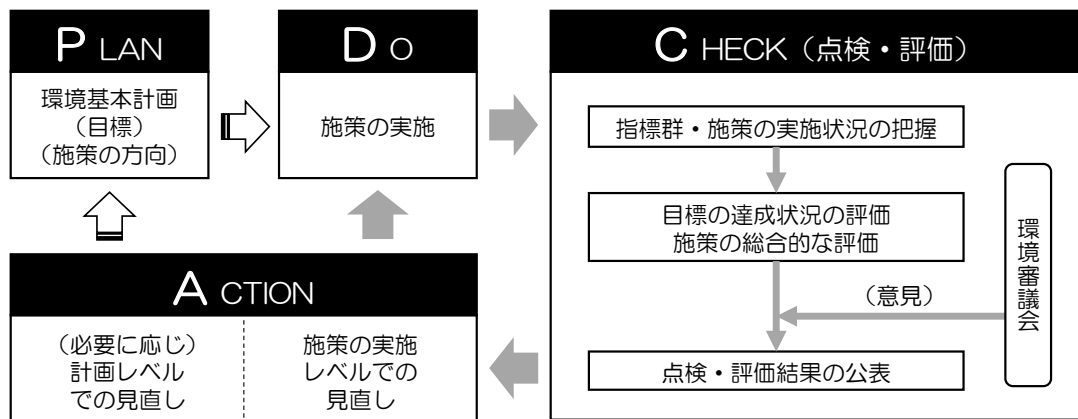 P LAN
環境基本計画
（目標）
（施策の方向）
D O
施策の実施
C HECK（点検・評価）
指標群・施策の実施状況の把握
目標の達成状況の評価
施策の総合的な評価
（意見）
環境審議会
点検・評価結果の公表
A CTION
（必要に応じ）
計画レベル
での見直し
施策の実施
レベルでの
見直し